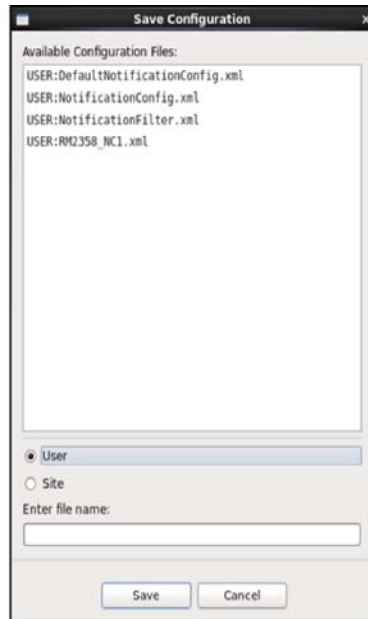 Save Configuration
Available Configuration Files:
USER:DefaultNotificationConfig.xml
USER:NotificationConfig.xml
USER:NotificationFilter.xml
USER:RM2358_NC1.xml
User
Site
Enter file name:
Save Cancel